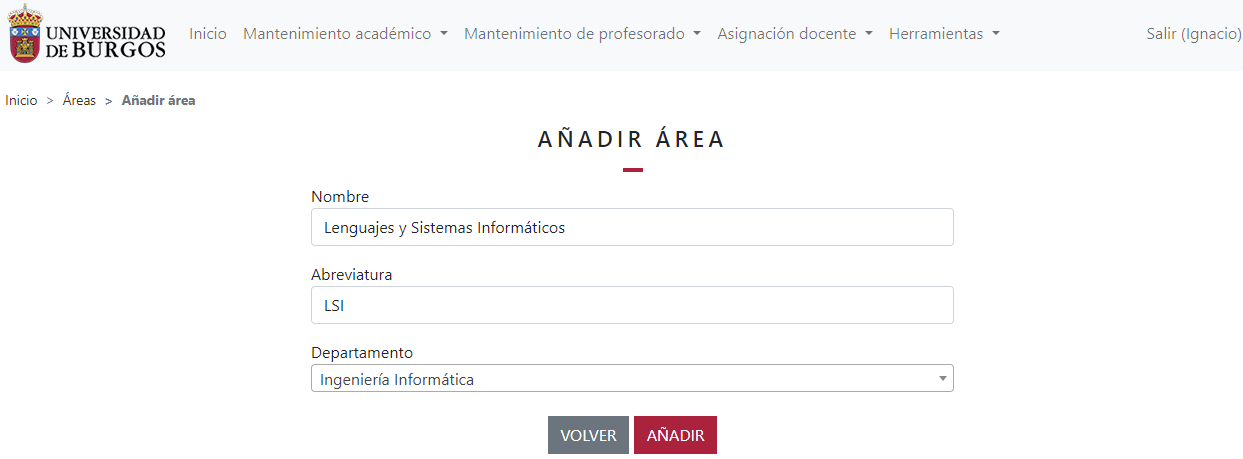 UNIVERSIDAD
DE BURGOS
Inicio Mantenimiento académico Mantenimiento de profesorado Asignación docente Herramientas Salir (Ignacio)
Inicio > Áreas > Añadir área
AÑADIR ÁREA
Nombre
Lenguajes y Sistemas Informáticos
Abreviatura
LSI
Departamento
Ingeniería Informática
VOLVER AÑADIR